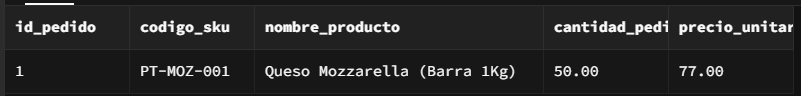 id_pedido codigo_sku nombre_producto cantidad_pedi precio_unitar
1 PT-MOZ-001 Queso Mozzarella (Barra 1Kg) 50.00 77.00